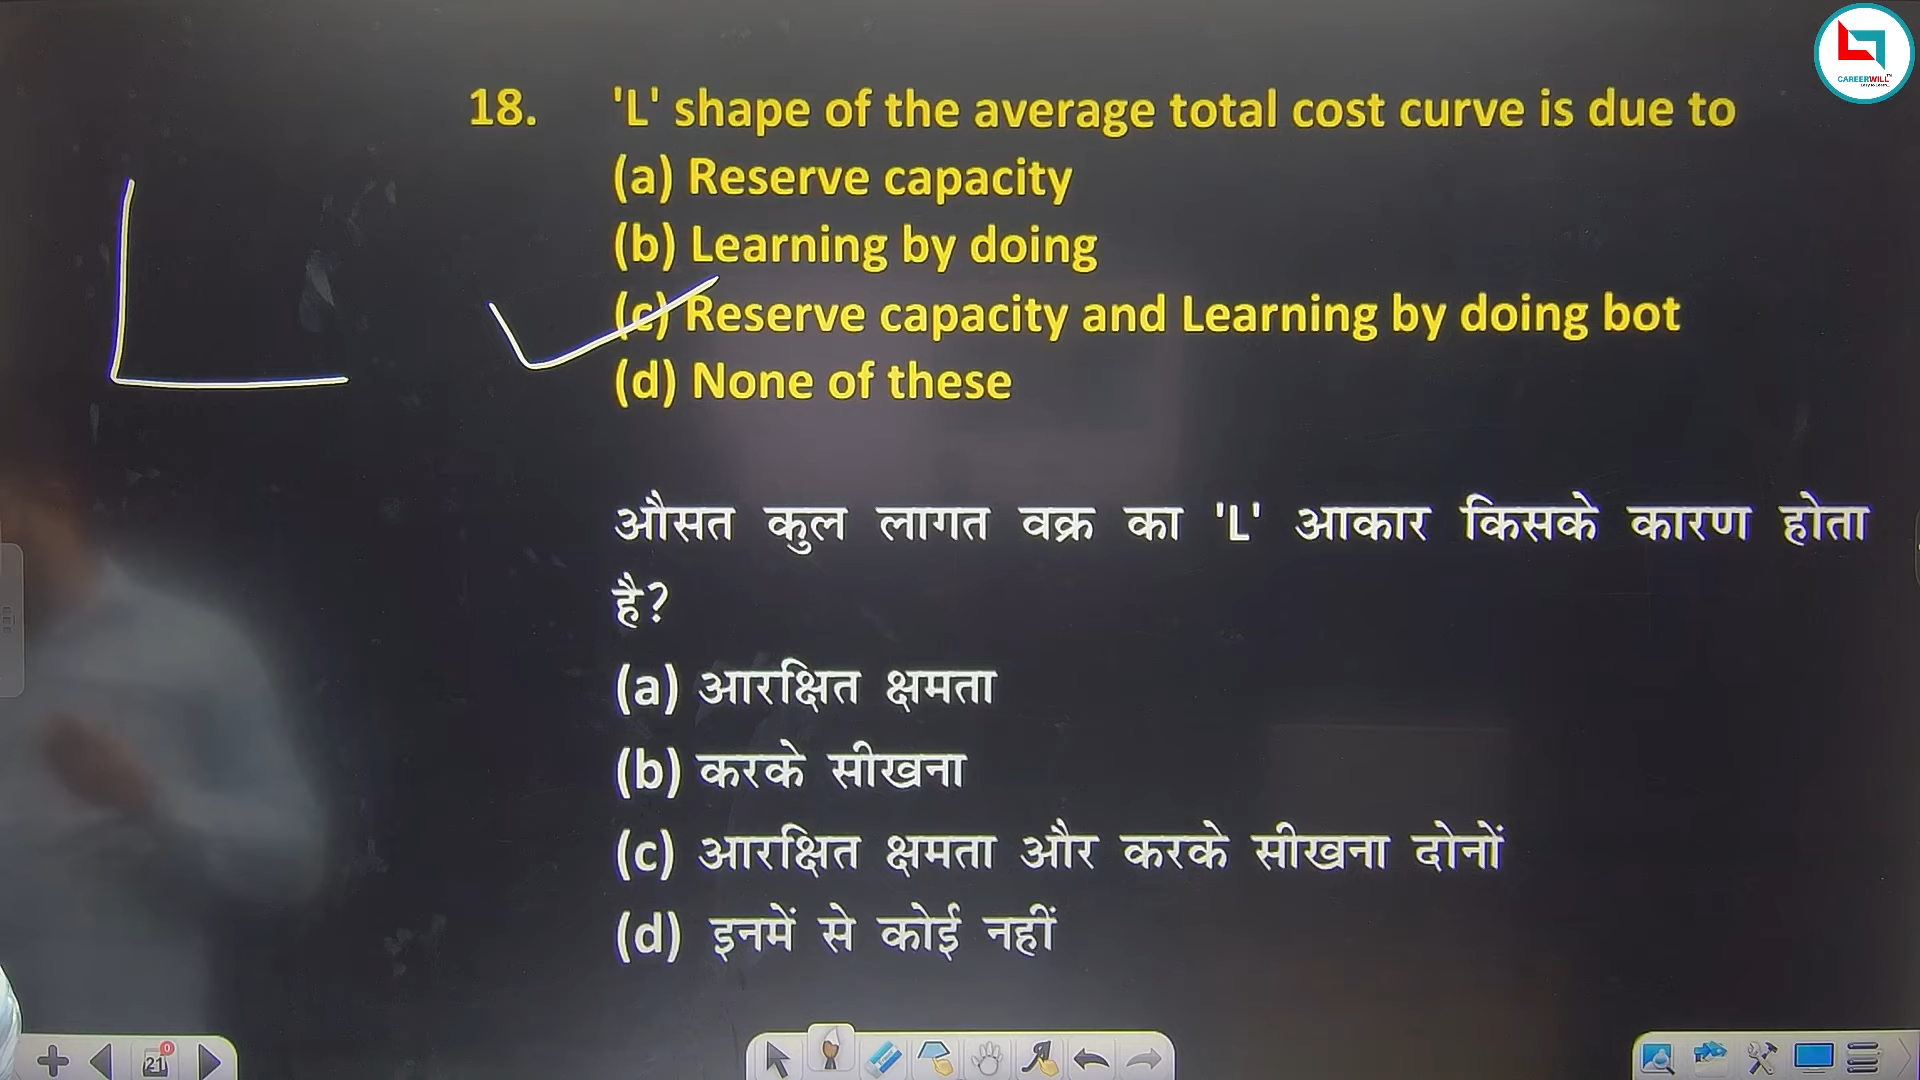 CAREERWILL
18. 'L' shape of the average total cost curve is due to
(a) Reserve capacity
(b) Learning by doing
(c) Reserve capacity and Learning by doing bot
(d) None of these
औसत कुल लागत वक्र का 'L' आकार किसके कारण होता
है?
(a) आरक्षित क्षमता
(b) करके सीखना
(c) आरक्षित क्षमता और करके सीखना दोनों
(d) इनमें से कोई नहीं
21
0